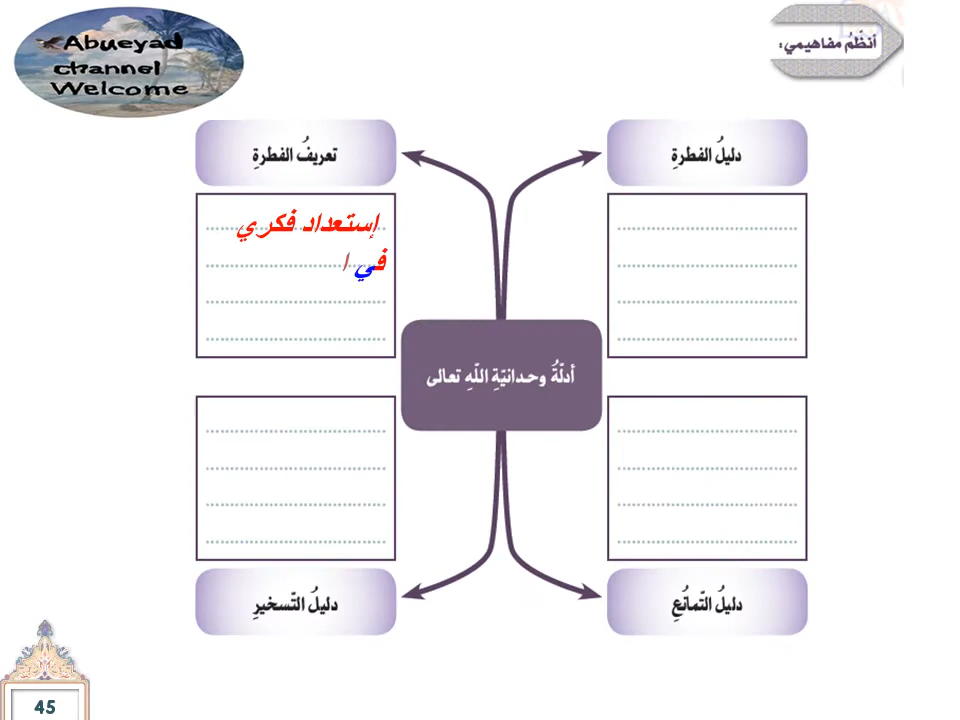 Abueyad
channel
Welcome
أنظّمُ مفاهيمي:
دليلُ الفطرةِ
تعريفُ الفطرةِ
إستعداد فكري
في ا
أدلّةُ وحدانيّةِ اللّهِ تعالى
دليلُ التّمانُعِ
دليلُ التّسخيرِ
45